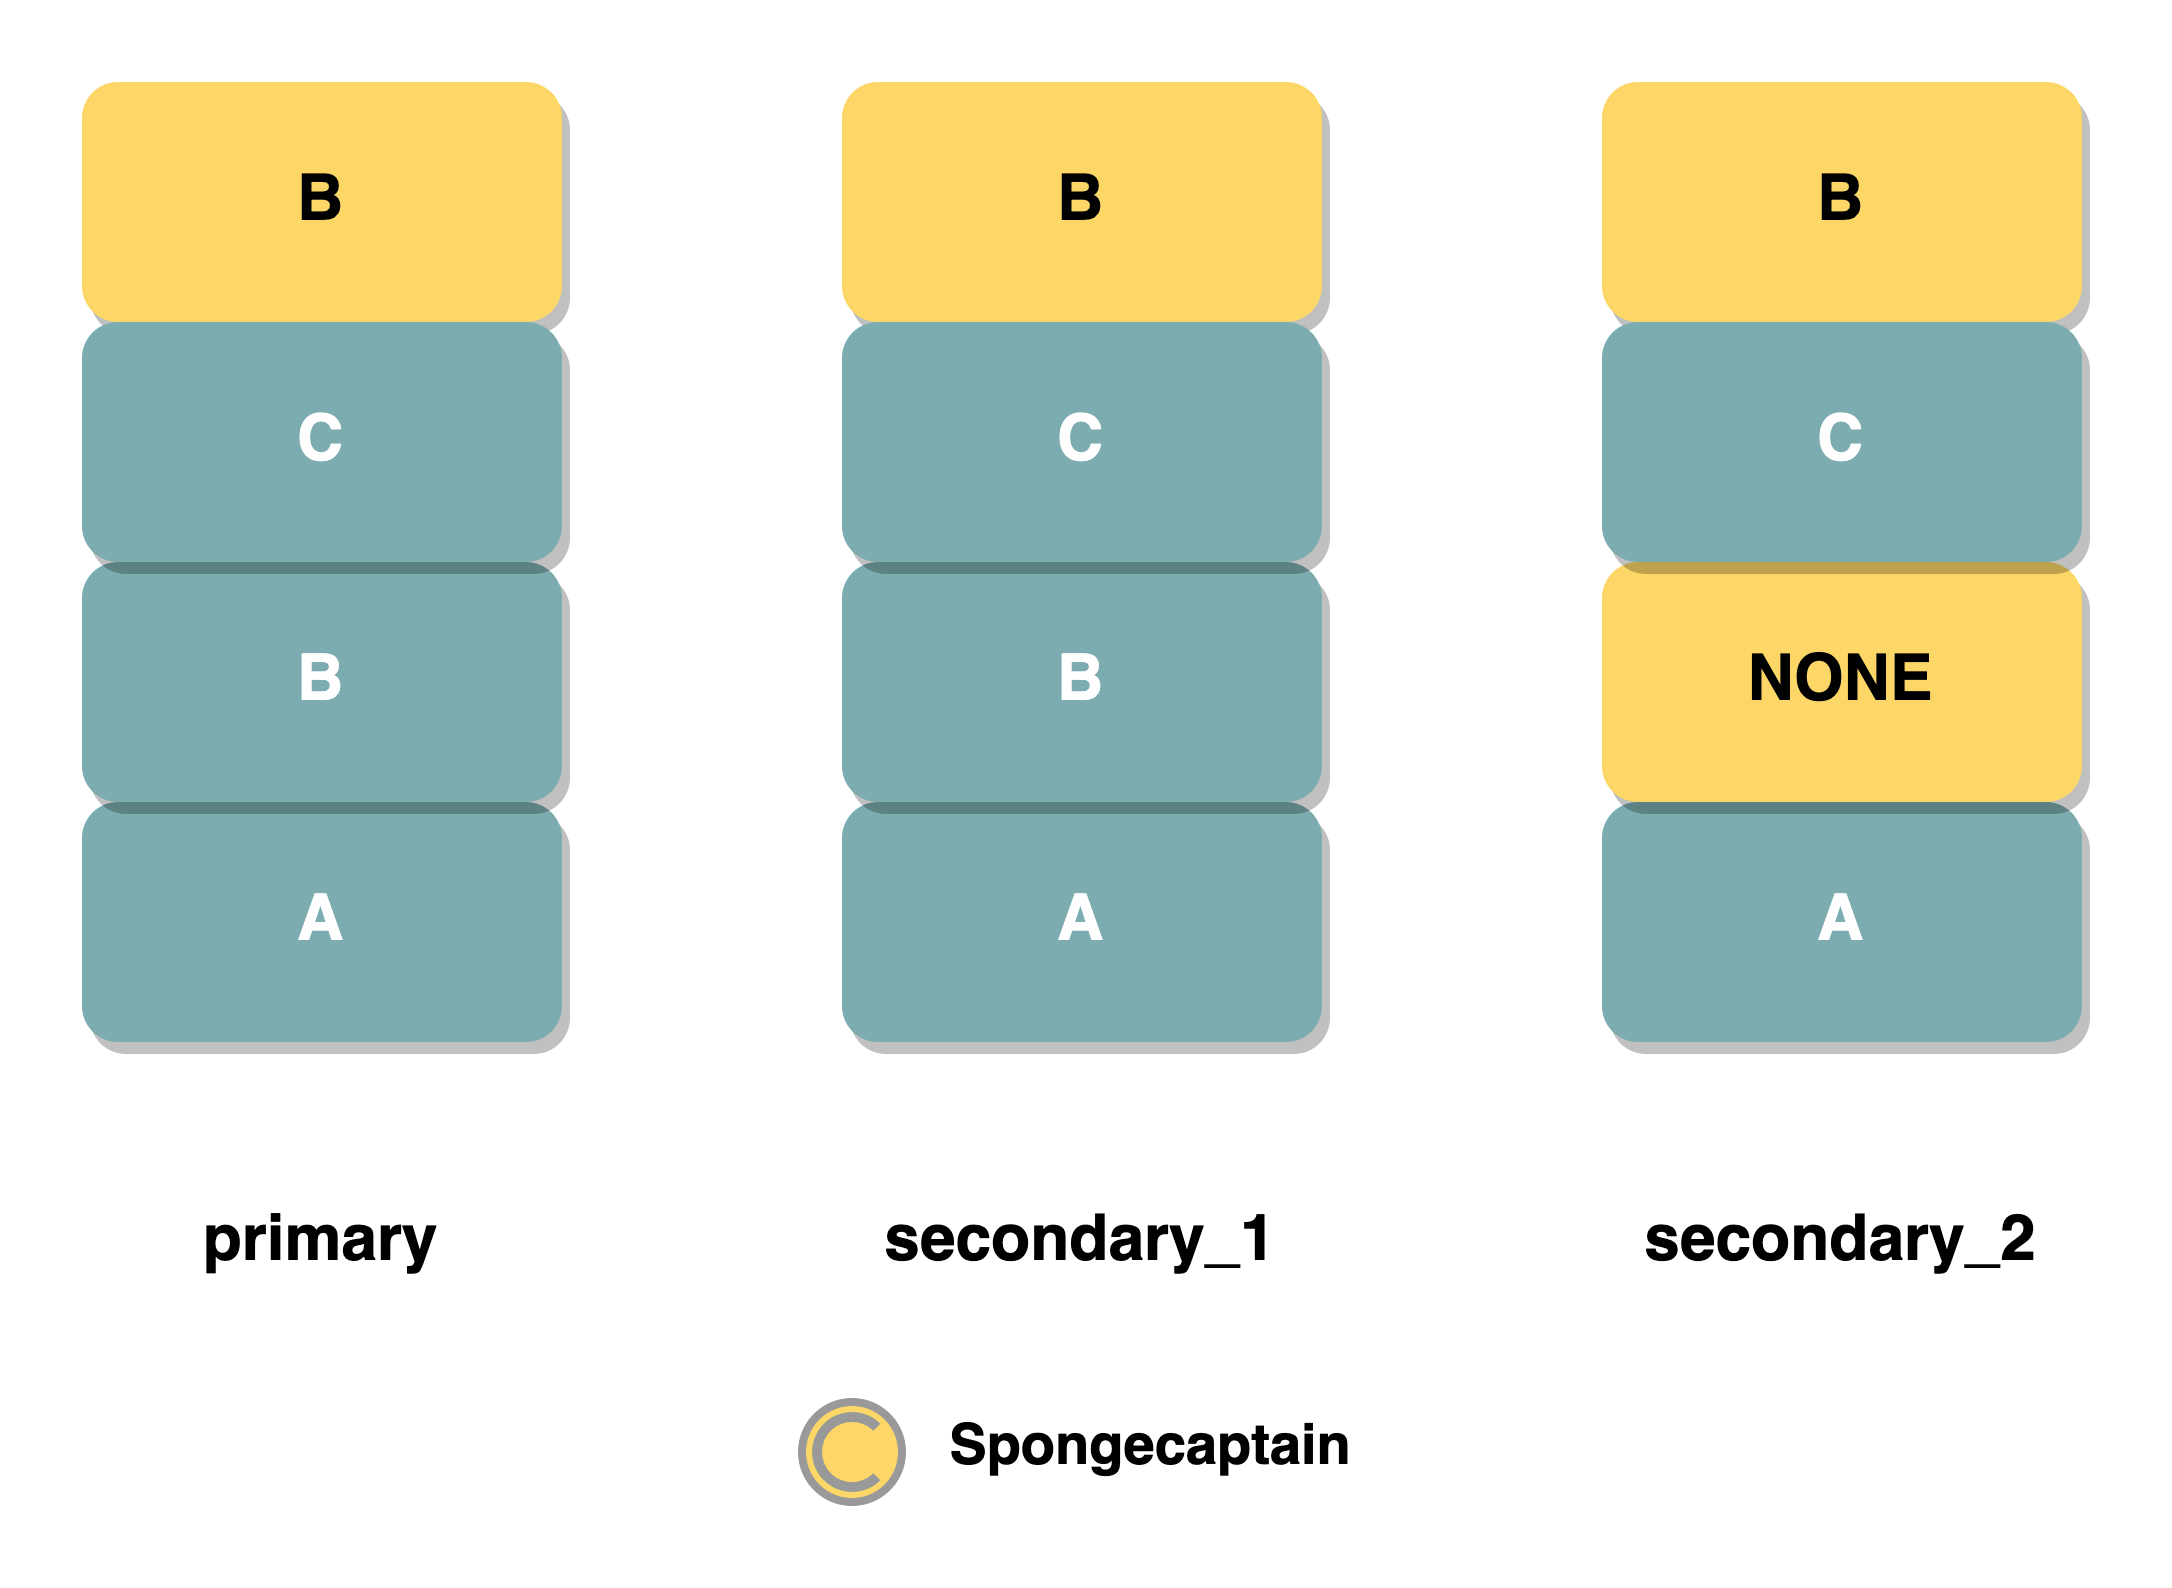 B B B
C C C
B B NONE
A A A
primary secondary_1 secondary_2
Spongecaptain